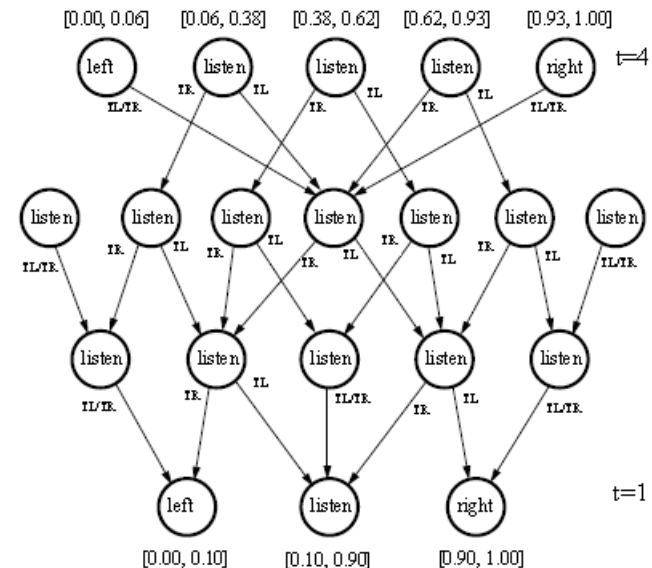 [0.00, 0.06] [0.06, 0.38] [0.38, 0.62] [0.62, 0.93] [0.93, 1.00]
left listen listen listen right t=4
TL/TR TR TL TR TL TR TL TL/TR
listen listen listen listen listen listen listen
TL/TR TR TL TR TL TR TL TR TL TR TL TL/TR
listen listen listen listen listen
TL/TR TR TL TL/TR TR TL TL/TR
left listen right t=1
[0.00, 0.10] [0.10, 0.90] [0.90, 1.00]